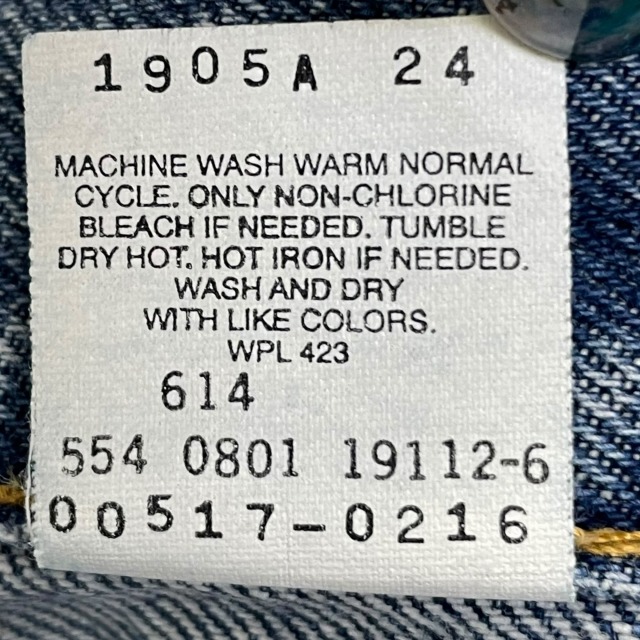 1905A 24
MACHINE WASH WARM NORMAL
CYCLE. ONLY NON-CHLORINE
BLEACH IF NEEDED. TUMBLE
DRY HOT. HOT IRON IF NEEDED.
WASH AND DRY
WITH LIKE COLORS.
WPL 423
614
554 0801 19112-6
00517-0216